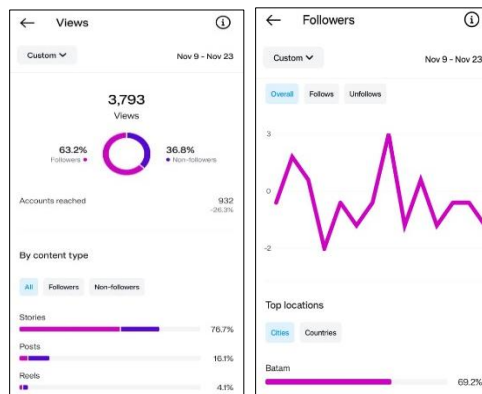 ← Views
Custom
Nov 9 - Nov 23
3,793
Views
63.2%
Followers
36.8%
Non-followers
Accounts reached
932
-26.3%
By content type
All
Followers
Non-followers
Stories
76.7%
Posts
16.1%
Reels
4.1%
← Followers
Custom
Nov 9 - Nov 23
Overall
Follows
Unfollows
3
0
-2
Top locations
Cities
Countries
Batam
69.2%